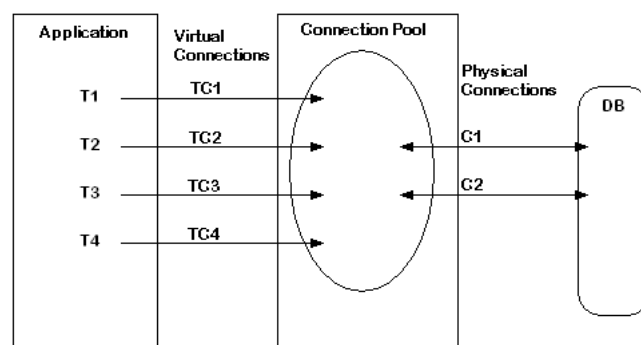 Application
Virtual
Connections
Connection Pool
Physical
Connections
DB
T1
TC1
T2
TC2
C1
T3
TC3
C2
T4
TC4